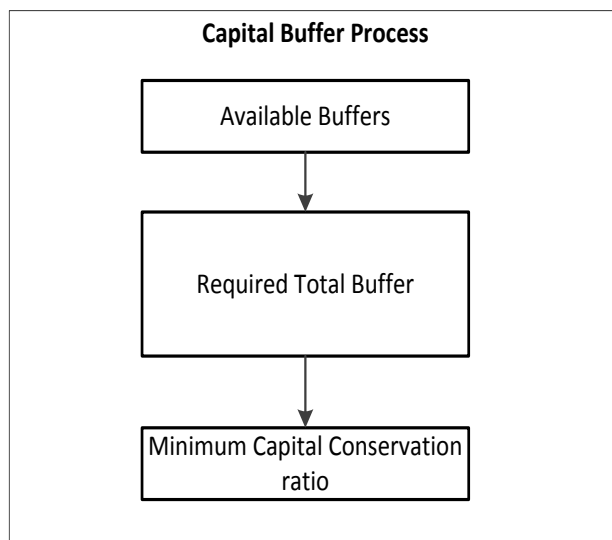 Capital Buffer Process
Available Buffers
Required Total Buffer
Minimum Capital Conservation
ratio